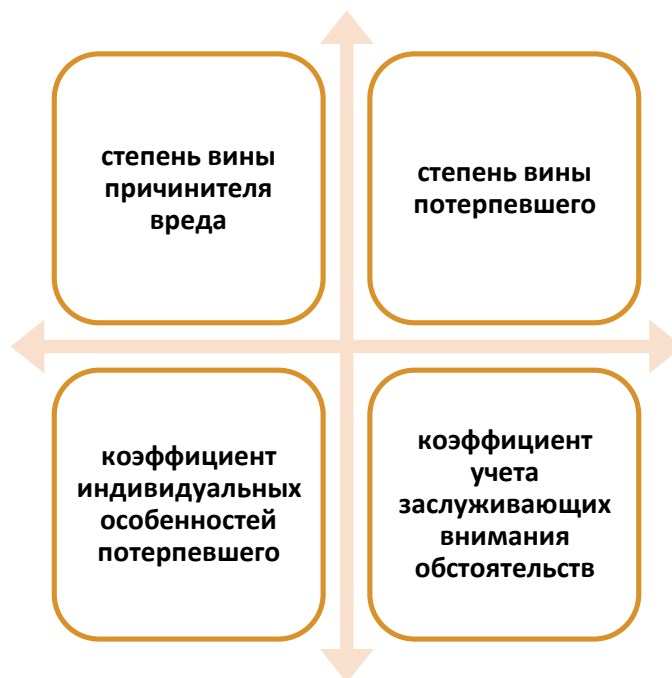 степень вины
причинителя
вреда
степень вины
потерпевшего
коэффициент
индивидуальных
особенностей
потерпевшего
коэффициент
учета
заслуживающих
внимания
обстоятельств